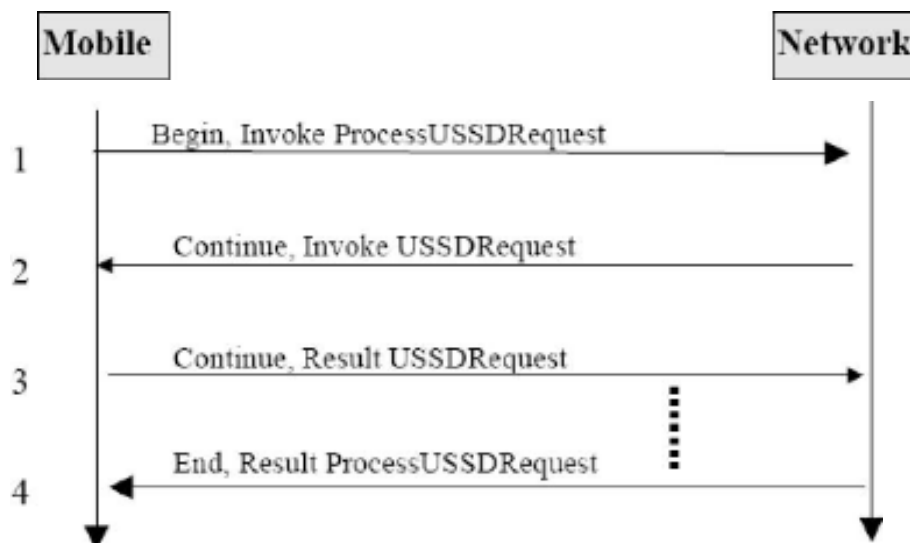 Mobile
Network
1
Begin, Invoke ProcessUSSDRequest
2
Continue, Invoke USSDRequest
3
Continue, Result USSDRequest
4
End, Result ProcessUSSDRequest